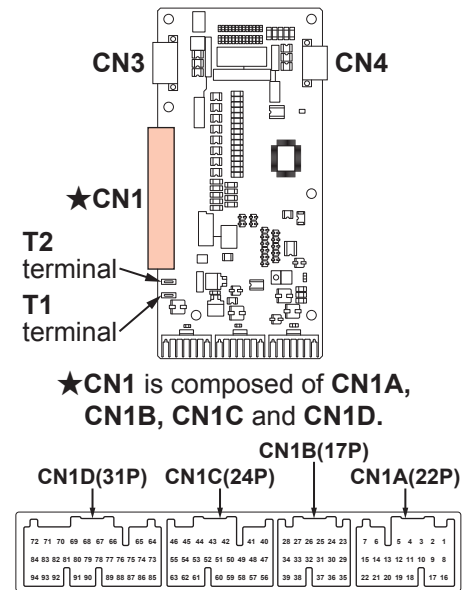 CN3
CN4
★CN1
T2
terminal
T1
terminal
★CN1 is composed of CN1A,
CN1B, CN1C and CN1D.
CN1B(17P)
CN1D(31P) CN1C(24P) CN1A(22P)
72 71 70 69 68 67 66 65 64 46 45 44 43 42 41 40 28 27 26 25 24 23 7 6 5 4 3 2 1
84 83 82 81 80 79 78 77 76 75 74 73 55 54 53 52 51 50 49 48 47 34 33 32 31 30 29 15 14 13 12 11 10 9 8
94 93 92 91 90 89 88 87 86 85 63 62 61 60 59 58 57 56 39 38 37 36 35 22 21 20 19 18 17 16